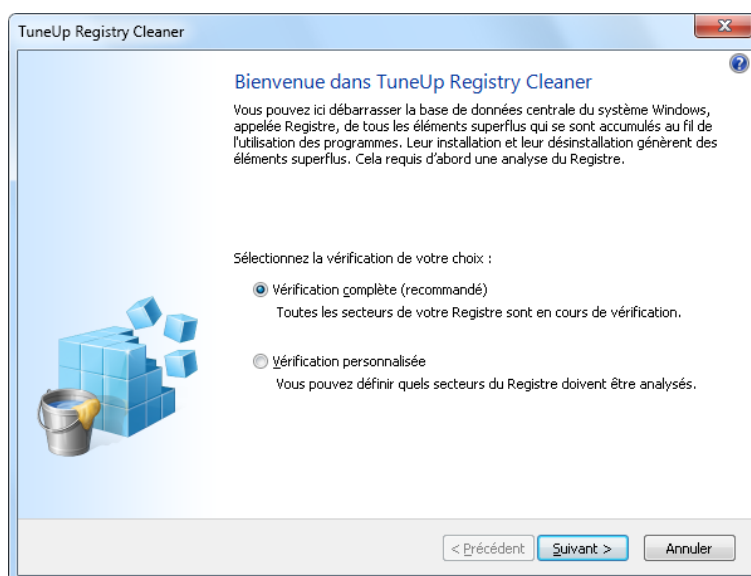 TuneUp Registry Cleaner
Bienvenue dans TuneUp Registry Cleaner
Vous pouvez ici débarrasser la base de données centrale du système Windows,
appelée Registre, de tous les éléments superflus qui se sont accumulés au fil de
l'utilisation des programmes. Leur installation et leur désinstallation génèrent des
éléments superflus. Cela requis d'abord une analyse du Registre.
Sélectionnez la vérification de votre choix :
Vérification complète (recommandé)
Toutes les secteurs de votre Registre sont en cours de vérification.
Vérification personnalisée
Vous pouvez définir quels secteurs du Registre doivent être analysés.
< Précédent
Suivant >
Annuler